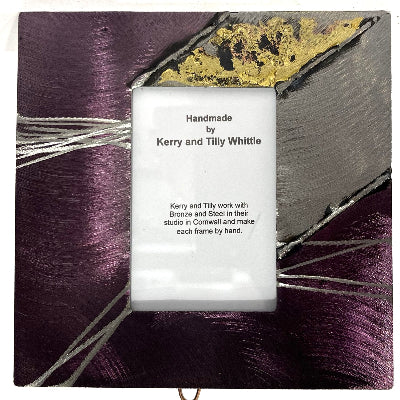 Handmade
by
Kerry and Tilly Whittle
Kerry and Tilly work with
Bronze and Steel in their
studio in Cornwall and make
each frame by hand.